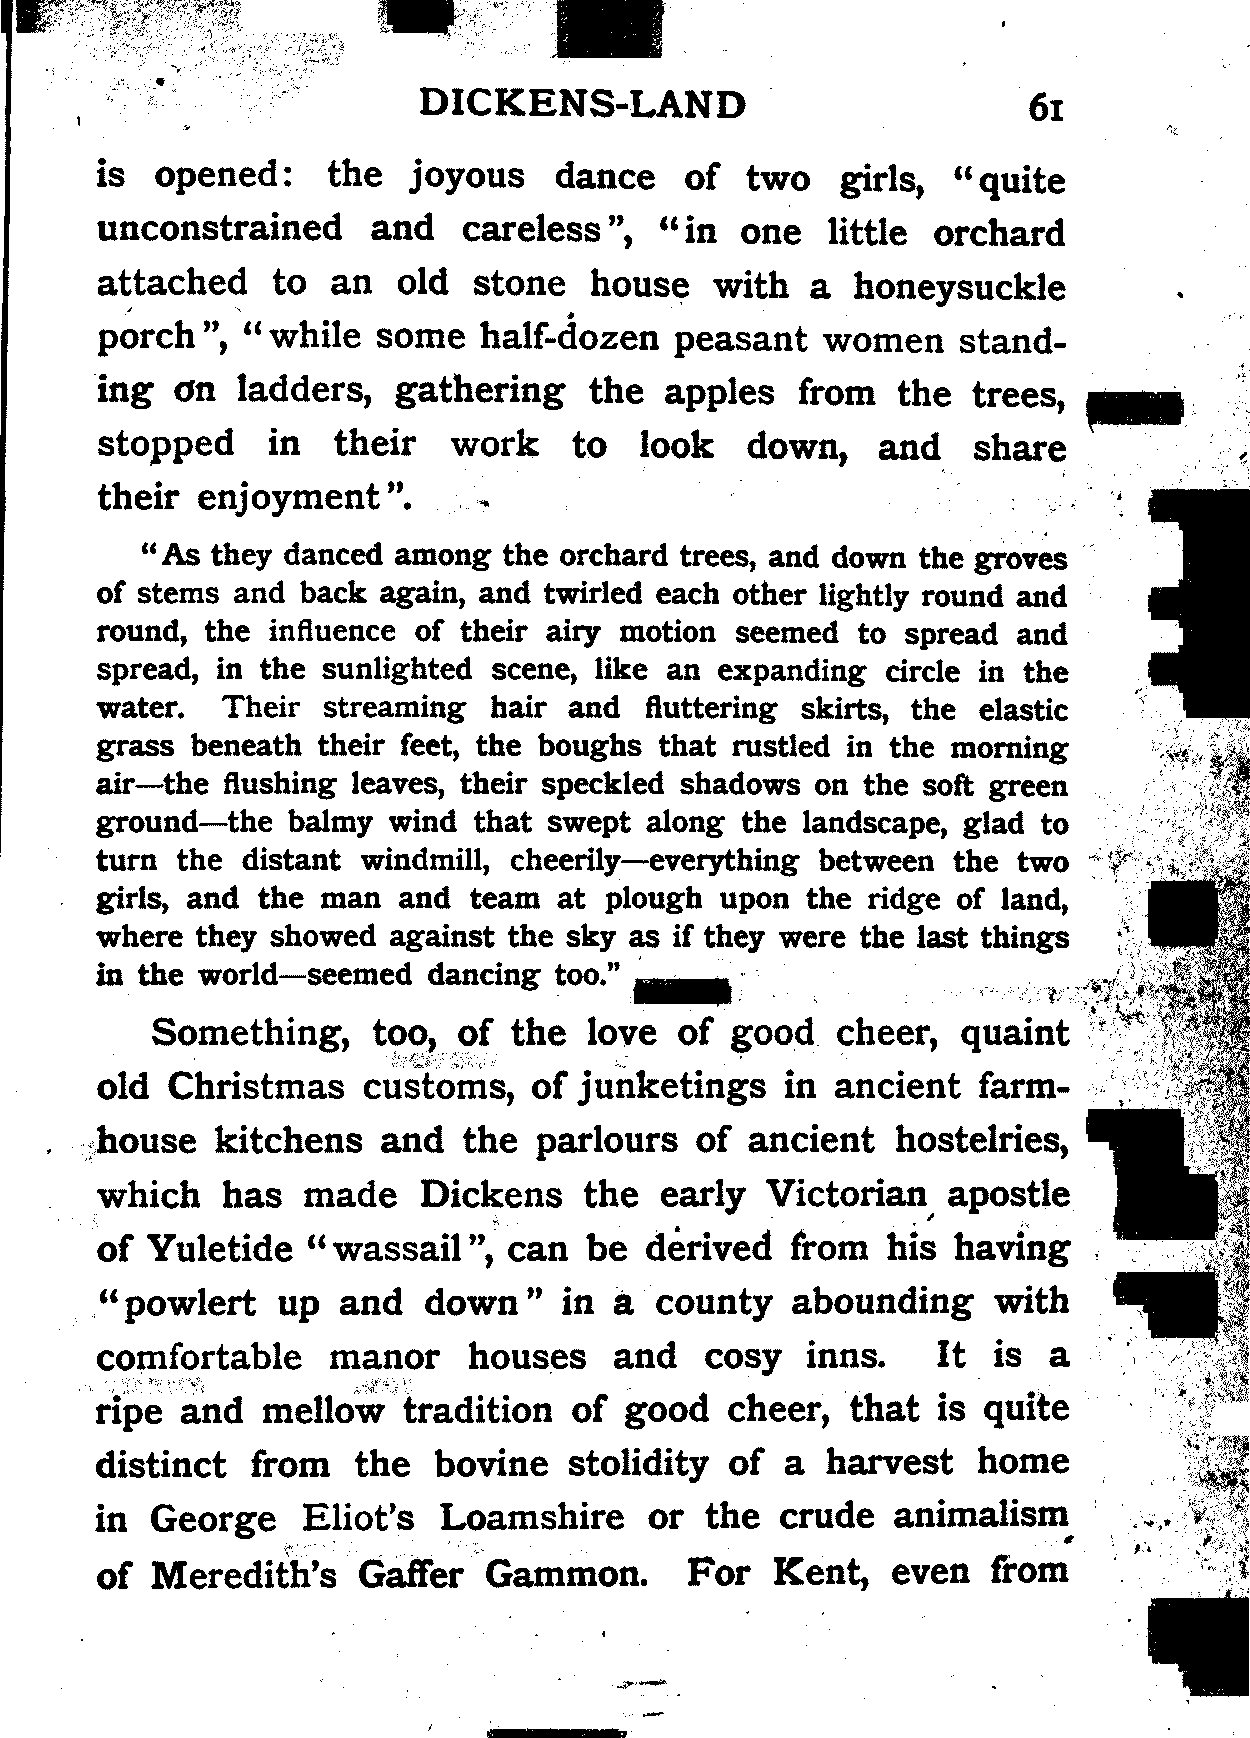 DICKENS-LAND 61
is opened: the joyous dance of two girls, "quite
unconstrained and careless", "in one little orchard
attached to an old stone house with a honeysuckle
porch", "while some half-dozen peasant women stand-
ing on ladders, gathering the apples from the trees,
stopped in their work to look down, and share
their enjoyment".
"As they danced among the orchard trees, and down the groves
of stems and back again, and twirled each other lightly round and
round, the influence of their airy motion seemed to spread and
spread, in the sunlighted scene, like an expanding circle in the
water. Their streaming hair and fluttering skirts, the elastic
grass beneath their feet, the boughs that rustled in the morning
air—the flushing leaves, their speckled shadows on the soft green
ground—the balmy wind that swept along the landscape, glad to
turn the distant windmill, cheerily—everything between the two
girls, and the man and team at plough upon the ridge of land,
where they showed against the sky as if they were the last things
in the world—seemed dancing too."
Something, too, of the love of good cheer, quaint
old Christmas customs, of junketings in ancient farm-
house kitchens and the parlours of ancient hostelries,
which has made Dickens the early Victorian apostle
of Yuletide "wassail", can be derived from his having
"powlert up and down" in a county abounding with
comfortable manor houses and cosy inns. It is a
ripe and mellow tradition of good cheer, that is quite
distinct from the bovine stolidity of a harvest home
in George Eliot's Loamshire or the crude animalism
of Meredith's Gaffer Gammon. For Kent, even from